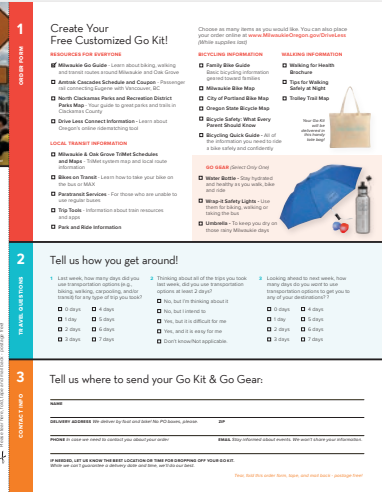 1
ORDER FORM
Create Your
Free Customized Go Kit!
Choose as many items as you would like. You can also place
your order online at www.MilwaukieOregon.gov/DriveLess
(While supplies last)
RESOURCES FOR EVERYONE
Milwaukie Go Guide - Learn about biking, walking
and transit routes around Milwaukie and Oak Grove
Amtrak Cascades Schedule and Coupon - Passenger
rail connecting Eugene with Vancouver, BC
North Clackamas Parks and Recreation District
Parks Map - Your guide to great parks and trails in
Clackamas County
Drive Less Connect Information - Learn about
Oregon's online ridematching tool
LOCAL TRANSIT INFORMATION
Milwaukie & Oak Grove TriMet Schedules
and Maps - TriMet system map and local route
information
Bikes on Transit - Learn how to take your bike on
the bus or MAX
Paratransit Services - For those who are unable to
use regular buses
Trip Tools - Information about train resources
and apps
Park and Ride Information
BICYCLING INFORMATION
Family Bike Guide
Basic bicycling information
geared toward families
Milwaukie Bike Map
City of Portland Bike Map
Oregon State Bicycle Map
Bicycle Safety: What Every
Parent Should Know
Bicycling Quick Guide - All of
the information you need to ride
a bike safely and confidently
WALKING INFORMATION
Walking for Health
Brochure
Tips for Walking
Safely at Night
Trolley Trail Map
Your Go Kit
will be
delivered in
this handy
tote bag!
GO GEAR (Select Only One)
Water Bottle - Stay hydrated
and healthy as you walk, bike
and ride
Wrap-it Safety Lights - Use
them for biking, walking or
taking the bus
Umbrella - To keep you dry on
those rainy Milwaukie days
2
TRAVEL QUESTIONS
Tell us how you get around!
1 Last week, how many days did you
use transportation options (e.g.,
biking, walking, carpooling, and/or
transit) for any type of trip you took?
0 days 4 days
1 day 5 days
2 days 6 days
3 days 7 days
2 Thinking about all of the trips you took
last week, did you use transportation
options at least 2 days?
No, but I'm thinking about it
No, but I intend to
Yes, but it is difficult for me
Yes, and it is easy for me
Don't know/Not applicable
3 Looking ahead to next week, how
many days do you want to use
transportation options to get you to
any of your destinations?
0 days 4 days
1 day 5 days
2 days 6 days
3 days 7 days
3
CONTACT INFO
Tell us where to send your Go Kit & Go Gear:
NAME
DELIVERY ADDRESS We deliver by foot and bike! No PO boxes, please. ZIP
PHONE In case we need to contact you about your order. EMAIL Stay informed about events. We won't share your information.
IF NEEDED, LET US KNOW THE BEST LOCATION OR TIME FOR DROPPING OFF YOUR GO KIT.
While we can't guarantee a delivery date and time, we'll do our best.